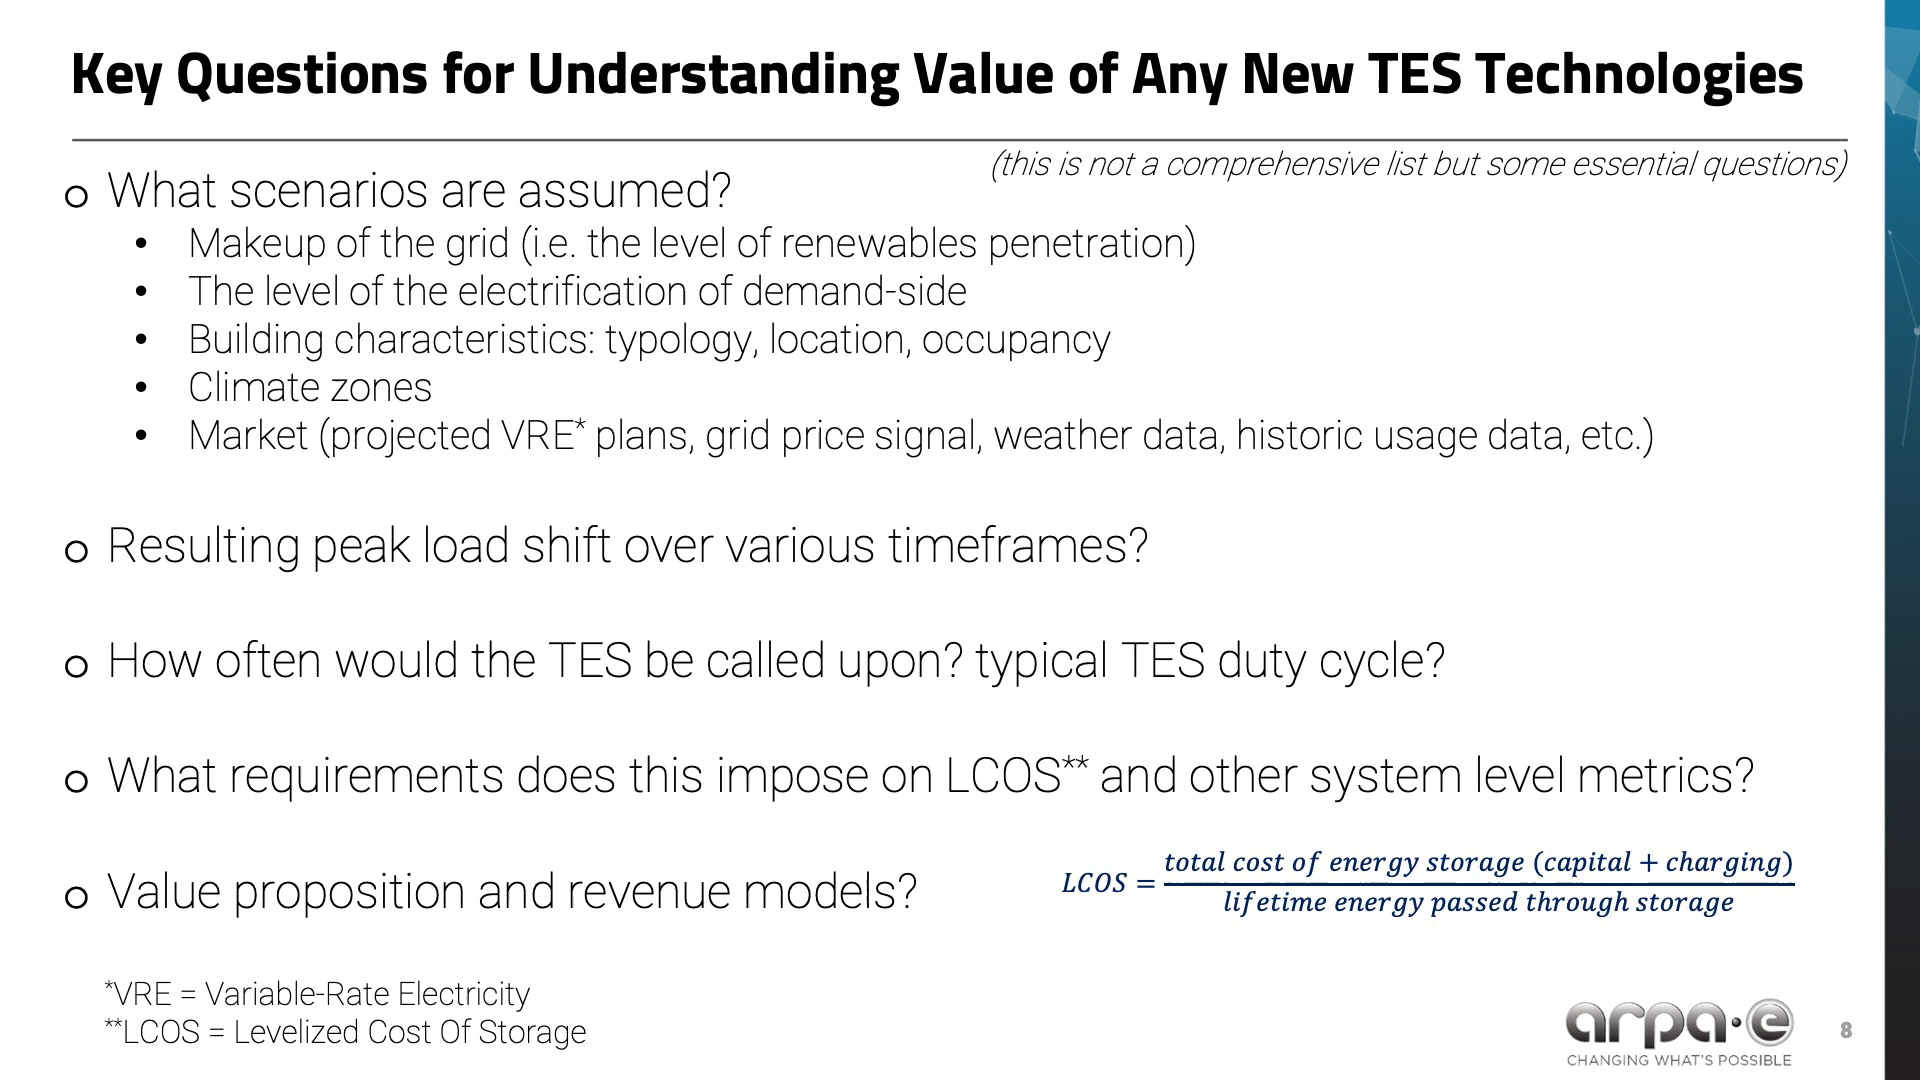 Key Questions for Understanding Value of Any New TES Technologies
(this is not a comprehensive list but some essential questions)
o What scenarios are assumed?
• Makeup of the grid (i.e. the level of renewables penetration)
• The level of the electrification of demand-side
• Building characteristics: typology, location, occupancy
• Climate zones
• Market (projected VRE* plans, grid price signal, weather data, historic usage data, etc.)
o Resulting peak load shift over various timeframes?
o How often would the TES be called upon? typical TES duty cycle?
o What requirements does this impose on LCOS** and other system level metrics?
o Value proposition and revenue models?
LCOS = total cost of energy storage (capital + charging)
lifetime energy passed through storage
*VRE = Variable-Rate Electricity
**LCOS = Levelized Cost Of Storage
arpa·e
CHANGING WHAT'S POSSIBLE
8